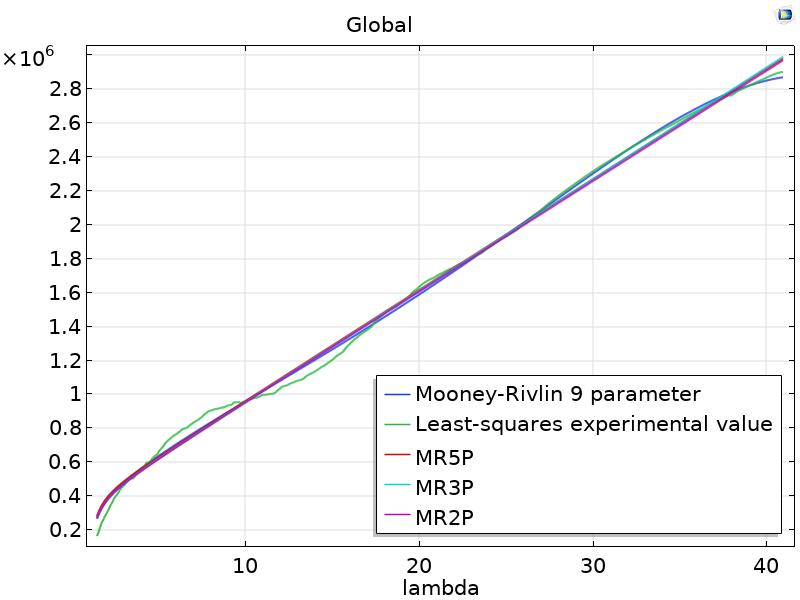 Global
×10⁶
2.8
2.6
2.4
2.2
2
1.8
1.6
1.4
1.2
1
0.8
0.6
0.4
0.2
Mooney-Rivlin 9 parameter
Least-squares experimental value
MR5P
MR3P
MR2P
10 20 30 40
lambda